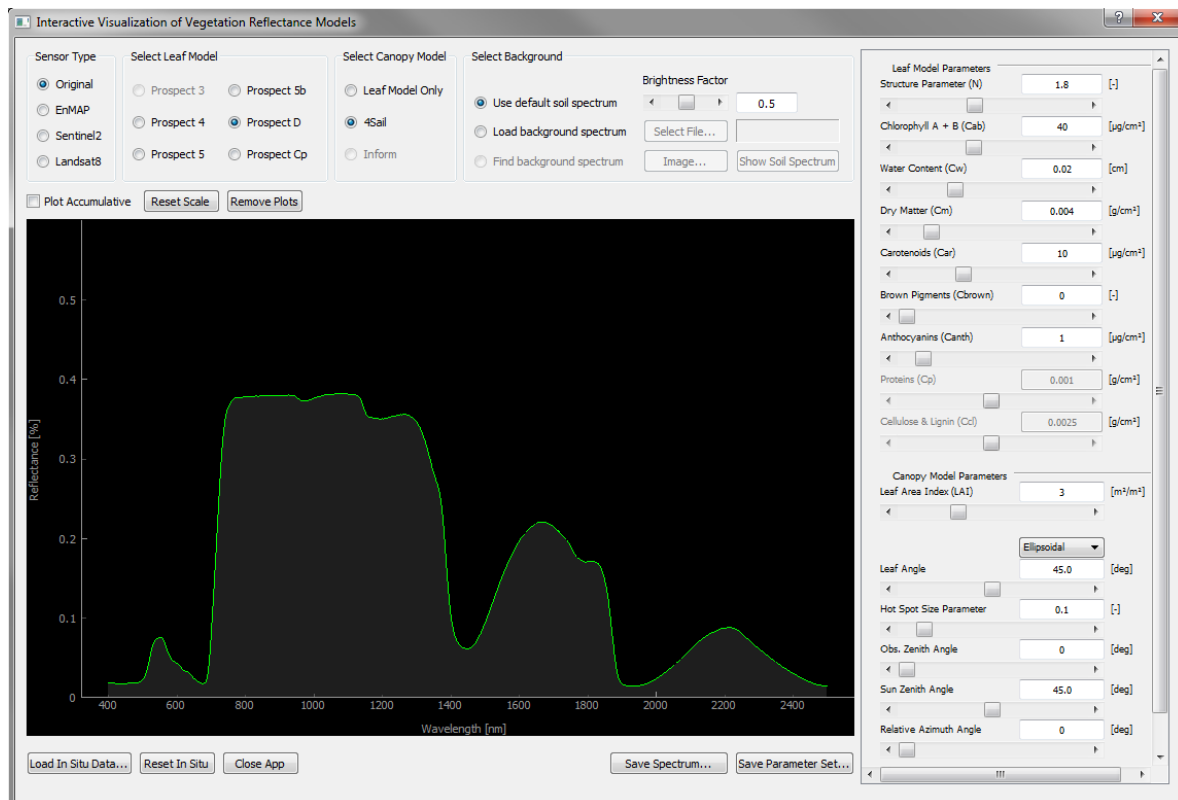 Interactive Visualization of Vegetation Reflectance Models
Sensor Type
Original
EnMAP
Sentinel2
Landsat8
Select Leaf Model
Prospect 3
Prospect 5b
Prospect 4
Prospect D
Prospect 5
Prospect Cp
Select Canopy Model
Leaf Model Only
4Sail
Inform
Select Background
Brightness Factor
Use default soil spectrum
0.5
Load background spectrum
Select File...
Find background spectrum
Image...
Show Soil Spectrum
Plot Accumulative
Reset Scale
Remove Plots
Reflectance [%]
0.5
0.4
0.3
0.2
0.1
0
400 600 800 1000 1200 1400 1600 1800 2000 2200 2400
Wavelength [nm]
Load In Situ Data...
Reset In Situ
Close App
Save Spectrum...
Save Parameter Set...
Leaf Model Parameters
Structure Parameter (N) 1.8 [-]
Chlorophyll A + B (Cab) 40 [µg/cm²]
Water Content (Cw) 0.02 [cm]
Dry Matter (Cm) 0.004 [g/cm²]
Carotenoids (Car) 10 [µg/cm²]
Brown Pigments (Cbrown) 0 [-]
Anthocyanins (Canth) 1 [µg/cm²]
Proteins (Cp) 0.001 [g/cm²]
Cellulose & Lignin (Ccl) 0.0025 [g/cm²]
Canopy Model Parameters
Leaf Area Index (LAI) 3 [m²/m²]
Ellipsoidal
Leaf Angle 45.0 [deg]
Hot Spot Size Parameter 0.1 [-]
Obs. Zenith Angle 0 [deg]
Sun Zenith Angle 45.0 [deg]
Relative Azimuth Angle 0 [deg]